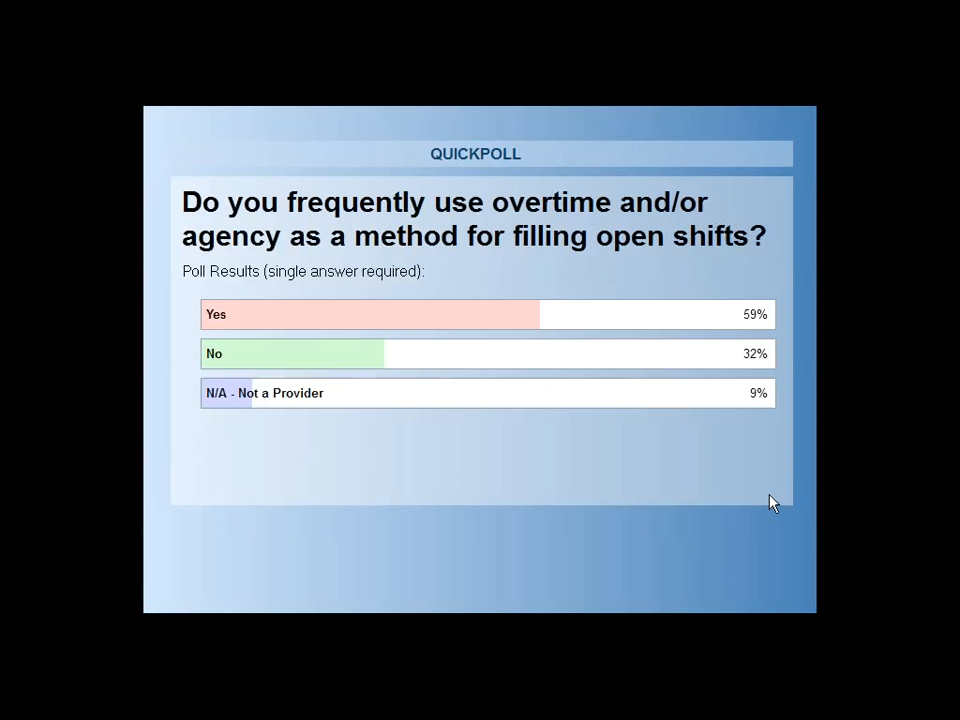 QUICKPOLL
Do you frequently use overtime and/or
agency as a method for filling open shifts?
Poll Results (single answer required):
Yes 59%
No 32%
N/A - Not a Provider 9%